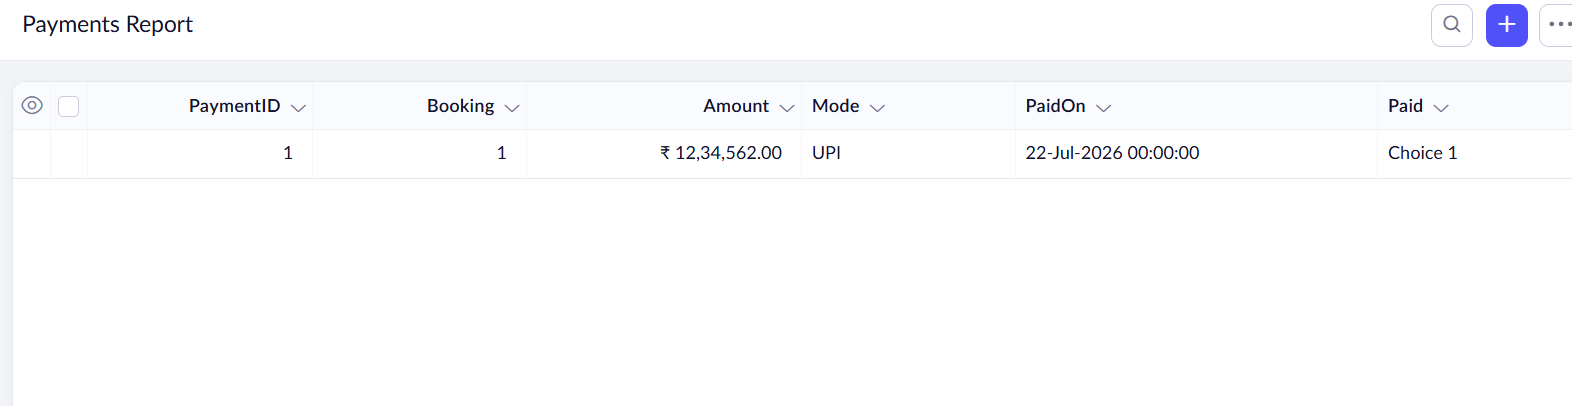 Payments Report
PaymentID Booking Amount Mode PaidOn Paid
1 1 ₹ 12,34,562.00 UPI 22-Jul-2026 00:00:00 Choice 1